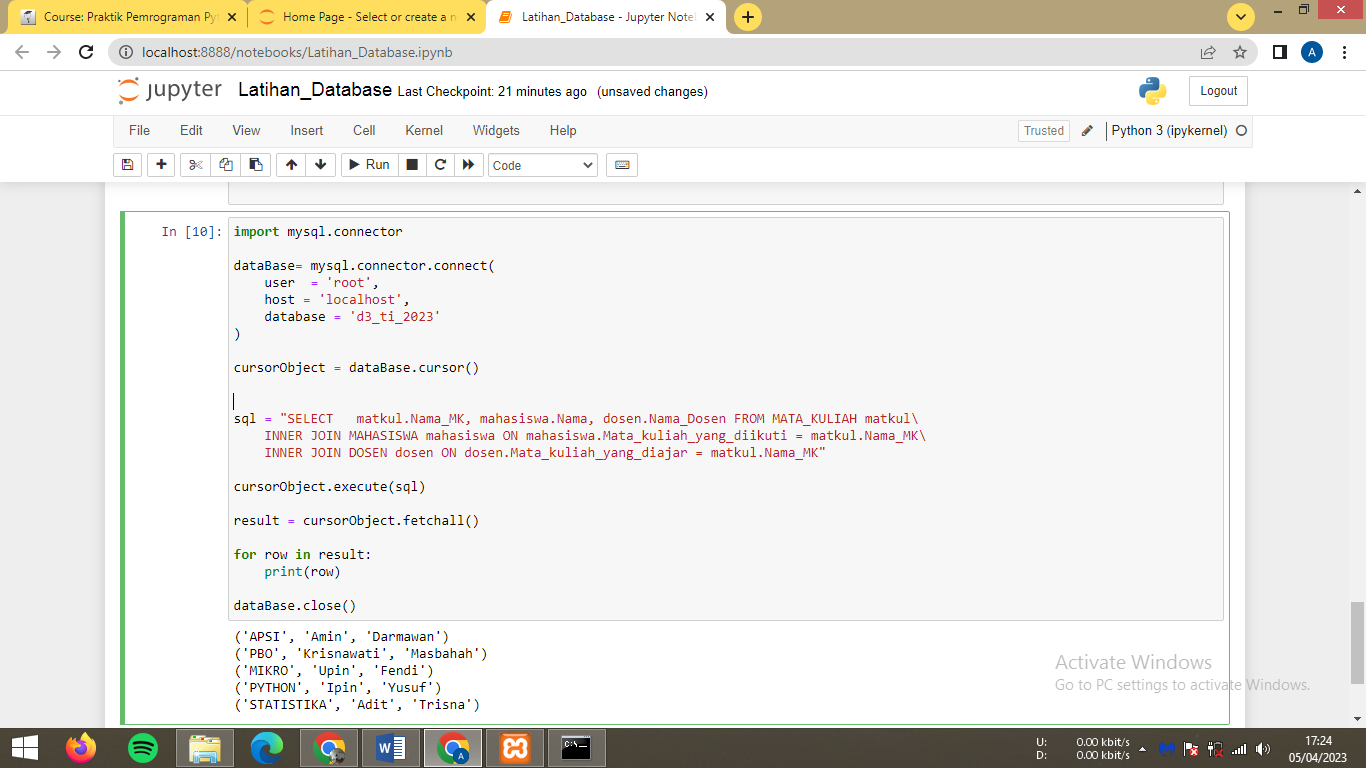 Course: Praktik Pemrograman Py
Home Page - Select or create a n
Latihan_Database - Jupyter Note
localhost:8888/notebooks/Latihan_Database.ipynb
A
jupyter Latihan_Database Last Checkpoint: 21 minutes ago (unsaved changes)
Logout
File Edit View Insert Cell Kernel Widgets Help
Trusted
Python 3 (ipykernel)
Run
Code
In [10]:
import mysql.connector
dataBase= mysql.connector.connect(
    user  = 'root',
    host = 'localhost',
    database = 'd3_ti_2023'
)
cursorObject = dataBase.cursor()
sql = "SELECT   matkul.Nama_MK, mahasiswa.Nama, dosen.Nama_Dosen FROM MATA_KULIAH matkul\
    INNER JOIN MAHASISWA mahasiswa ON mahasiswa.Mata_kuliah_yang_diikuti = matkul.Nama_MK\
    INNER JOIN DOSEN dosen ON dosen.Mata_kuliah_yang_diajar = matkul.Nama_MK"
cursorObject.execute(sql)
result = cursorObject.fetchall()
for row in result:
    print(row)
dataBase.close()
('APSI', 'Amin', 'Darmawan')
('PBO', 'Krisnawati', 'Masbahah')
('MIKRO', 'Upin', 'Fendi')
('PYTHON', 'Ipin', 'Yusuf')
('STATISTIKA', 'Adit', 'Trisna')
Activate Windows
Go to PC settings to activate Windows.
U: 0.00 kbit/s
D: 0.00 kbit/s
17:24
05/04/2023